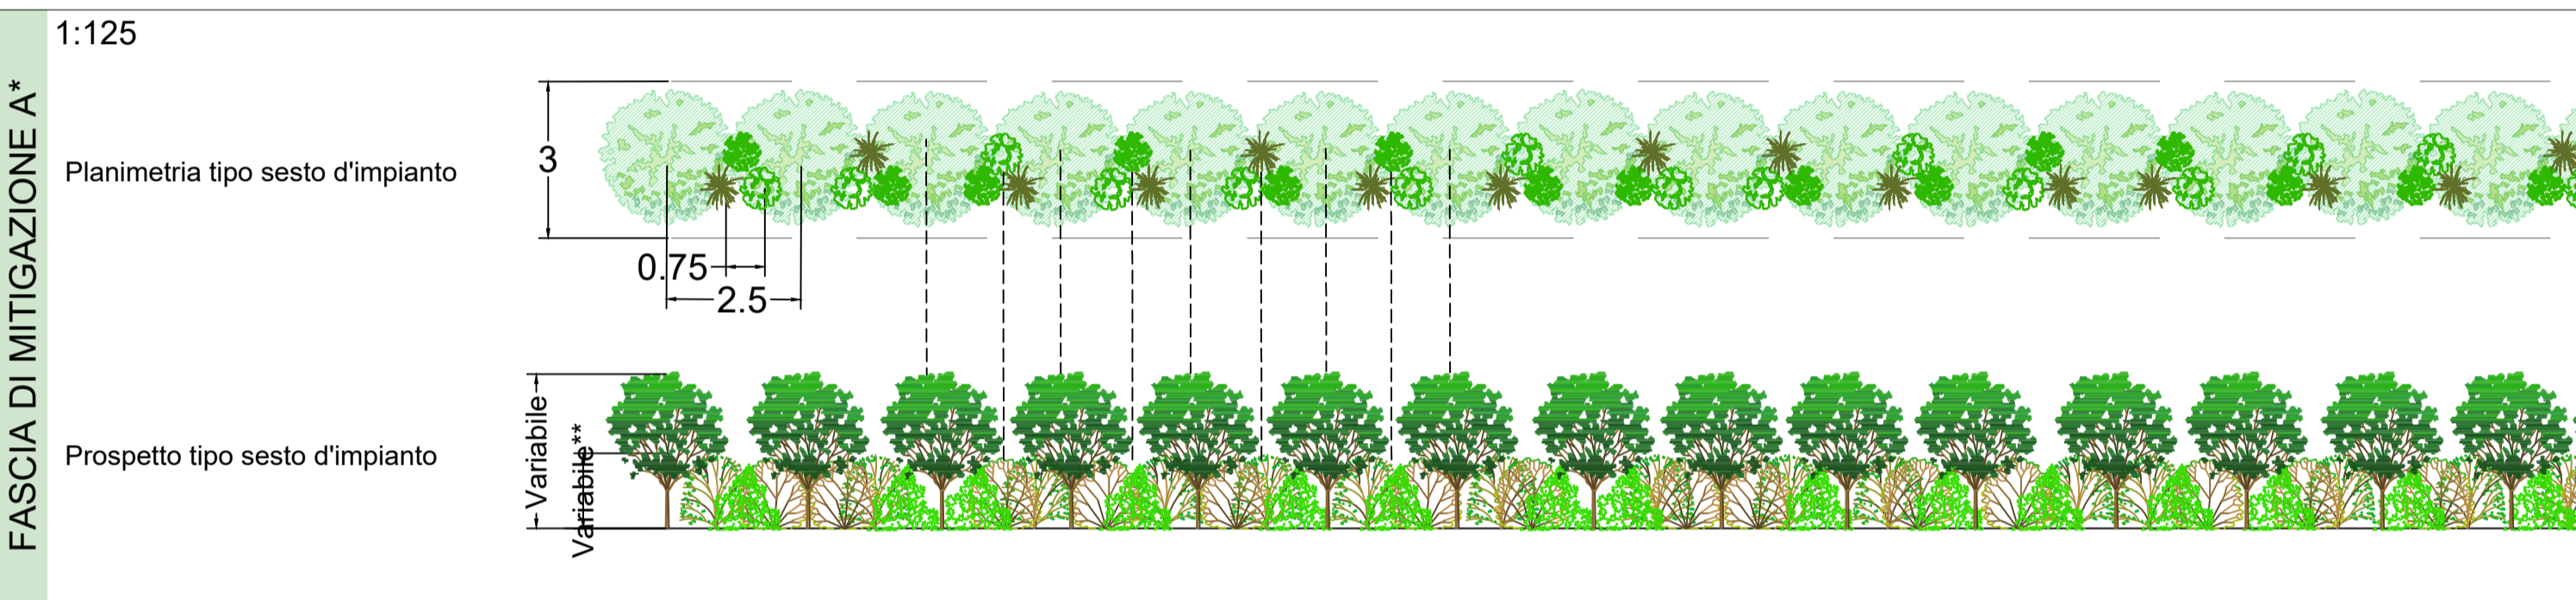 FASCIA DI MITIGAZIONE A*
1:125
Planimetria tipo sesto d'impianto
3
0.75
2.5
Prospetto tipo sesto d'impianto
Variabile
Variabile**